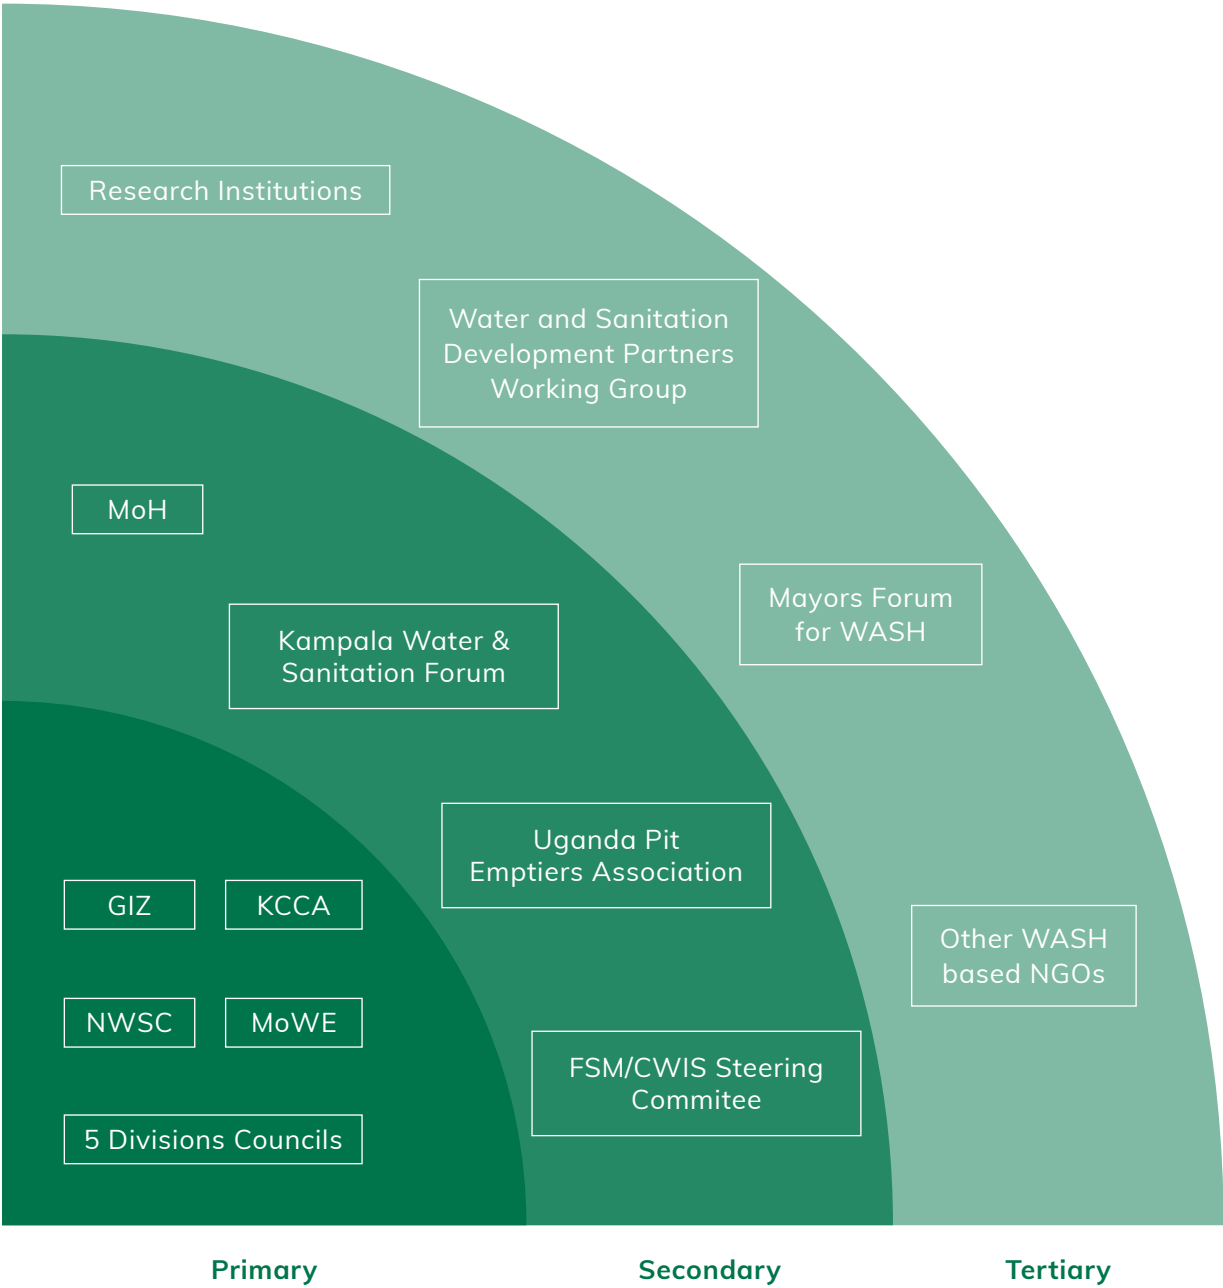 Research Institutions
Water and Sanitation
Development Partners
Working Group
MoH
Mayors Forum
for WASH
Kampala Water &
Sanitation Forum
Uganda Pit
Emptiers Association
GIZ
KCCA
Other WASH
based NGOs
NWSC
MoWE
FSM/CWIS Steering
Commitee
5 Divisions Councils
Primary
Secondary
Tertiary